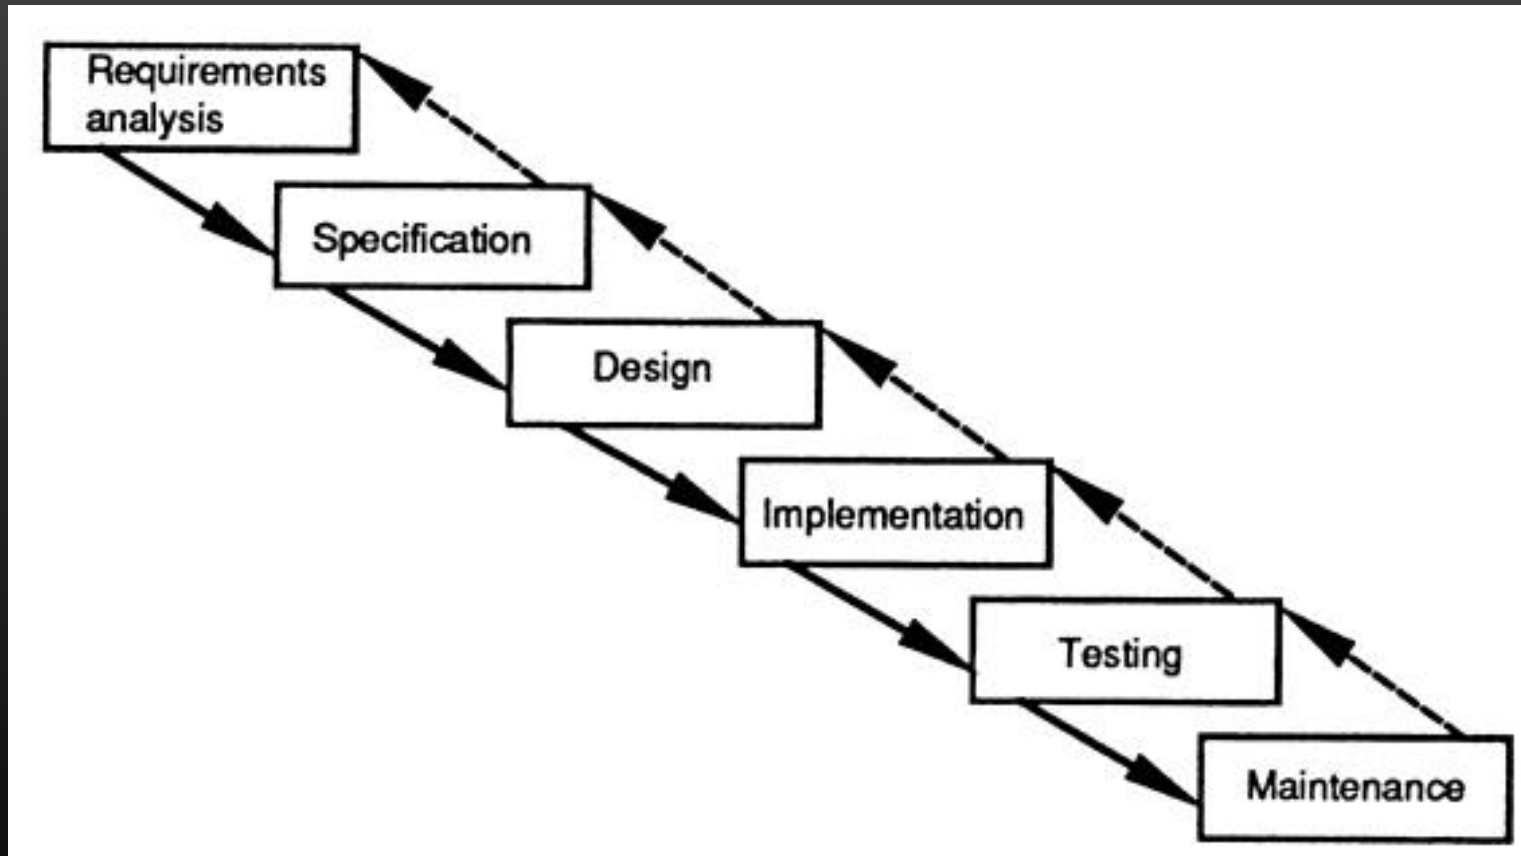 Requirements
analysis
Specification
Design
Implementation
Testing
Maintenance